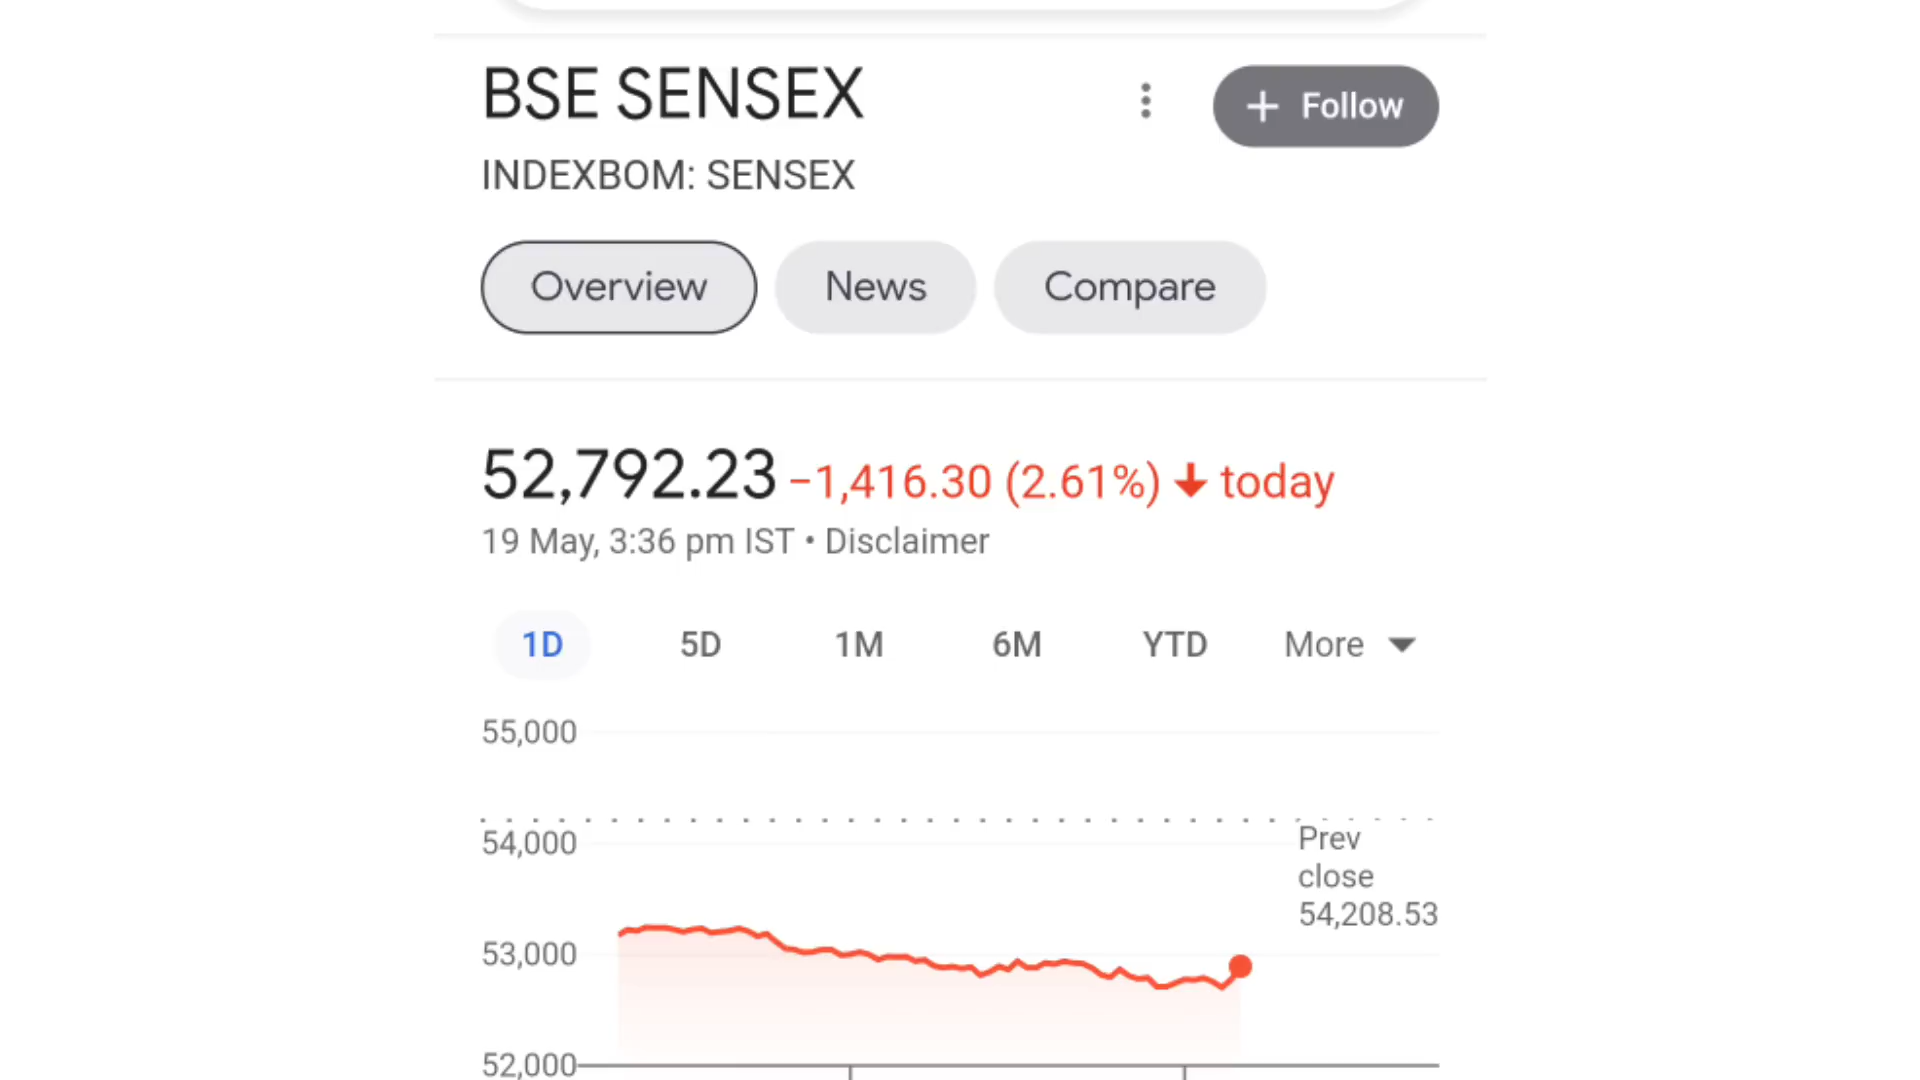 BSE SENSEX
+ Follow
INDEXBOM: SENSEX
Overview News Compare
52,792.23 −1,416.30 (2.61%) ↓ today
19 May, 3:36 pm IST • Disclaimer
1D 5D 1M 6M YTD More
55,000
54,000
Prev
close
54,208.53
53,000
52,000